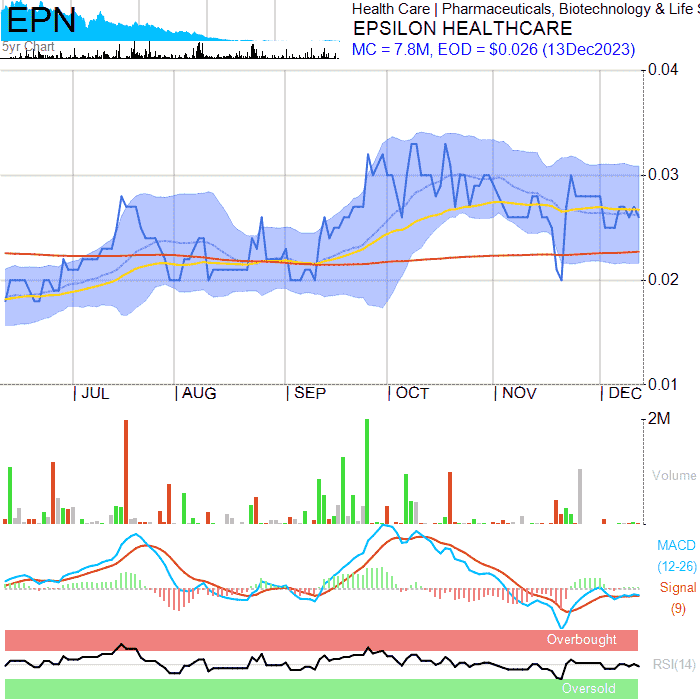 EPN
5yr Chart
Health Care | Pharmaceuticals, Biotechnology & Life S
EPSILON HEALTHCARE
MC = 7.8M, EOD = $0.026 (13Dec2023)
0.04
0.03
0.02
0.01
| JUL | AUG | SEP | OCT | NOV | DEC
2M
Volume
MACD
(12-26)
Signal
(9)
Overbought
RSI(14)
Oversold